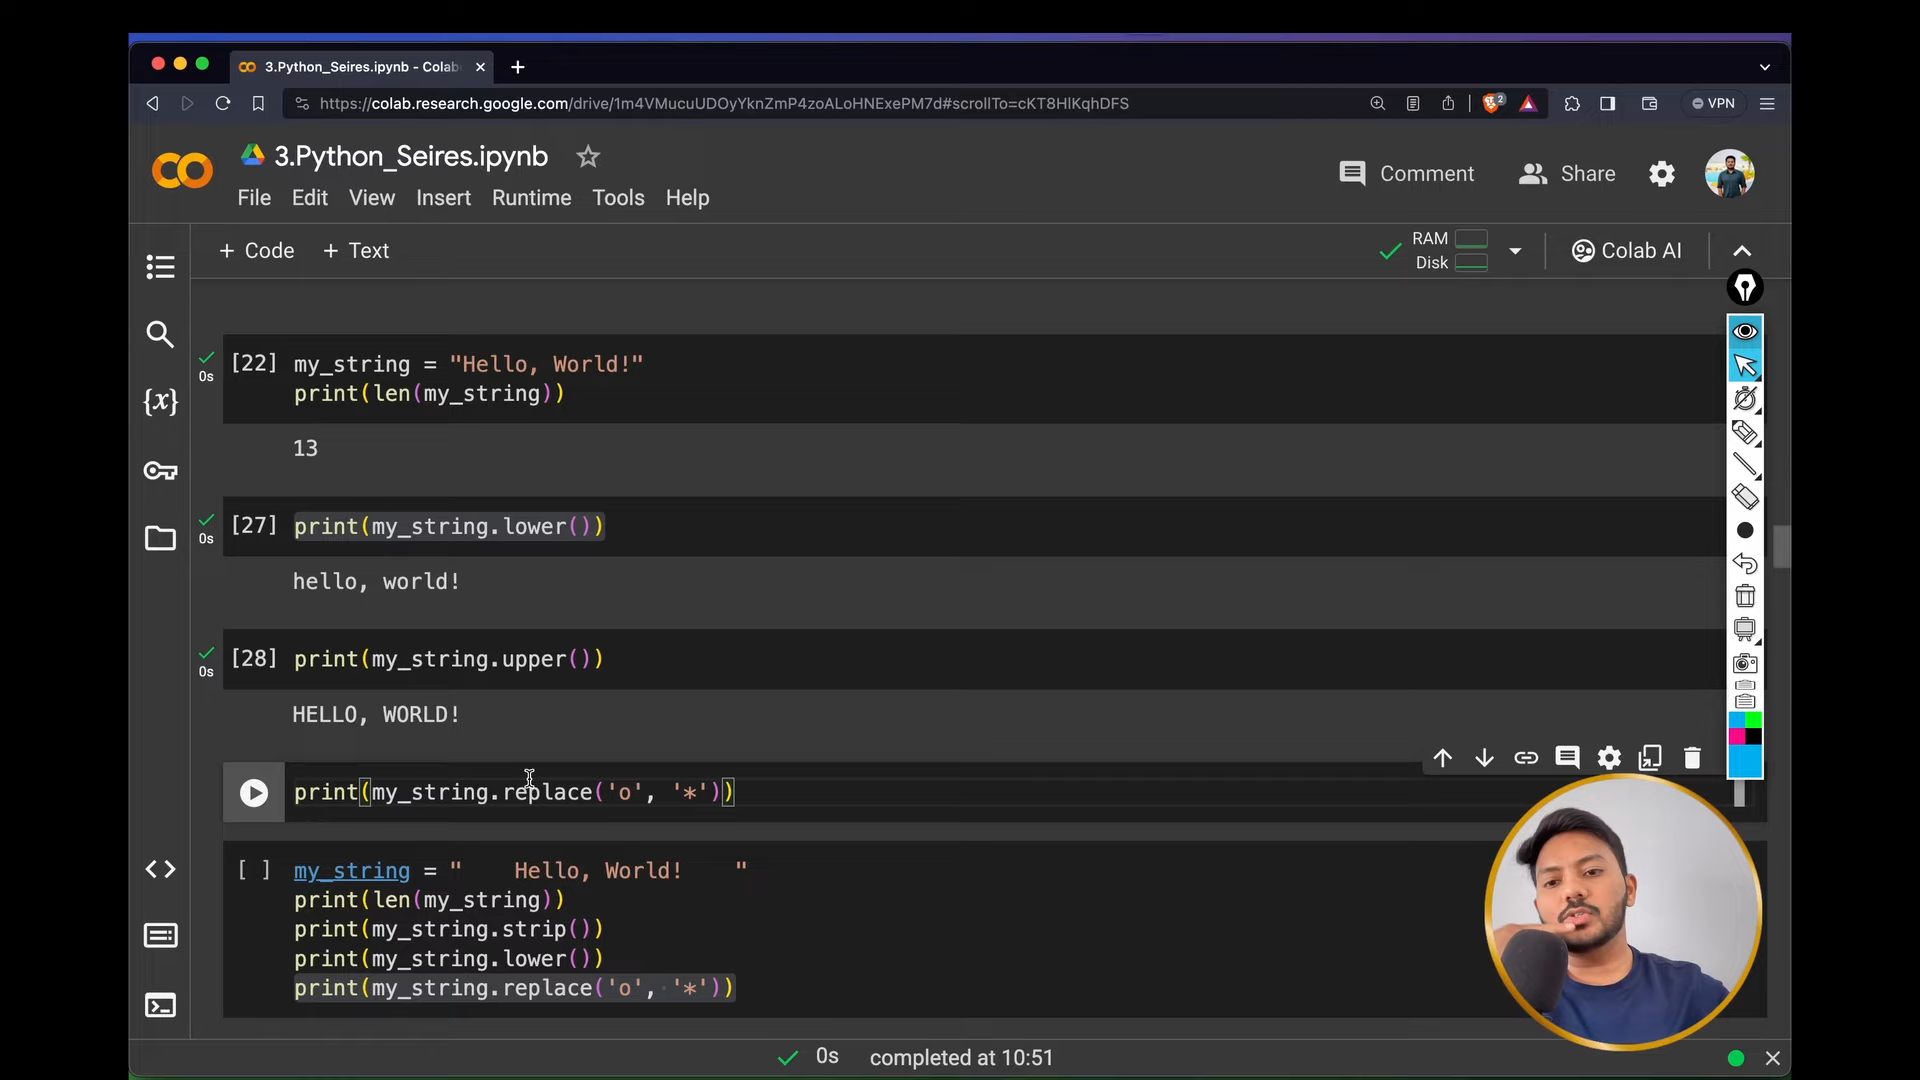 3.Python_Seires.ipynb - Colab
https://colab.research.google.com/drive/1m4VMucuUDOyYknZmP4zoALoHNExePM7d#scrollTo=cKT8HlKqhDFS
2
VPN
3.Python_Seires.ipynb
Comment
Share
File Edit View Insert Runtime Tools Help
+ Code + Text
RAM
Disk
Colab AI
[22] my_string = "Hello, World!"
0s
print(len(my_string))
13
[27] print(my_string.lower())
0s
hello, world!
[28] print(my_string.upper())
0s
HELLO, WORLD!
print(my_string.replace('o', '*'))
[ ] my_string = "    Hello, World!    "
print(len(my_string))
print(my_string.strip())
print(my_string.lower())
print(my_string.replace('o', '*'))
0s completed at 10:51